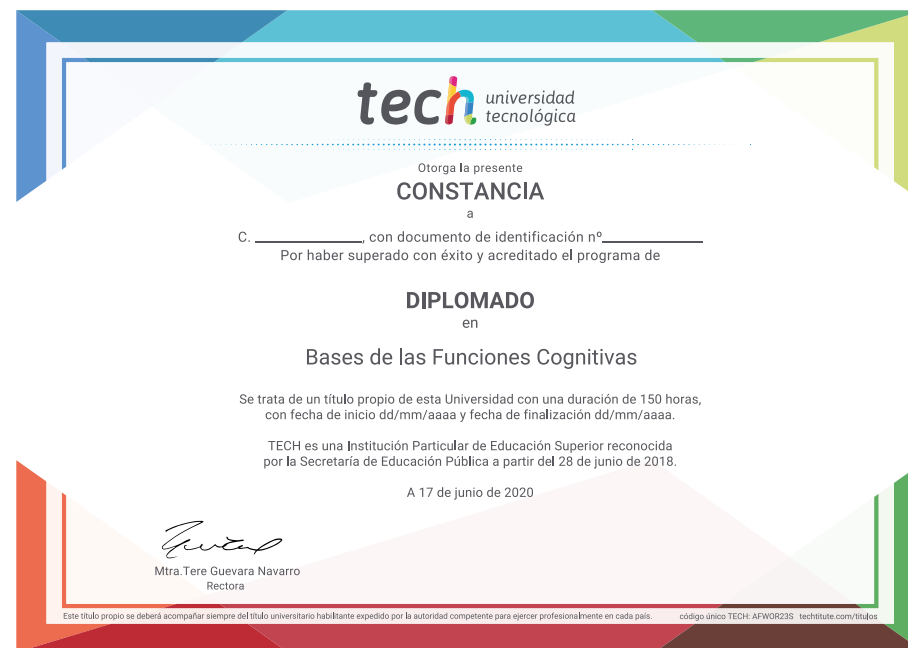 tech universidad
tecnológica
Otorga la presente
CONSTANCIA
a
C. ____________, con documento de identificación nº____________
Por haber superado con éxito y acreditado el programa de
DIPLOMADO
en
Bases de las Funciones Cognitivas
Se trata de un título propio de esta Universidad con una duración de 150 horas,
con fecha de inicio dd/mm/aaaa y fecha de finalización dd/mm/aaaa.
TECH es una Institución Particular de Educación Superior reconocida
por la Secretaría de Educación Pública a partir del 28 de junio de 2018.
A 17 de junio de 2020
Mtra.Tere Guevara Navarro
Rectora
Este título propio se deberá acompañar siempre del título universitario habilitante expedido por la autoridad competente para ejercer profesionalmente en cada país. código único TECH: AFWOR23S techtitute.com/titulos